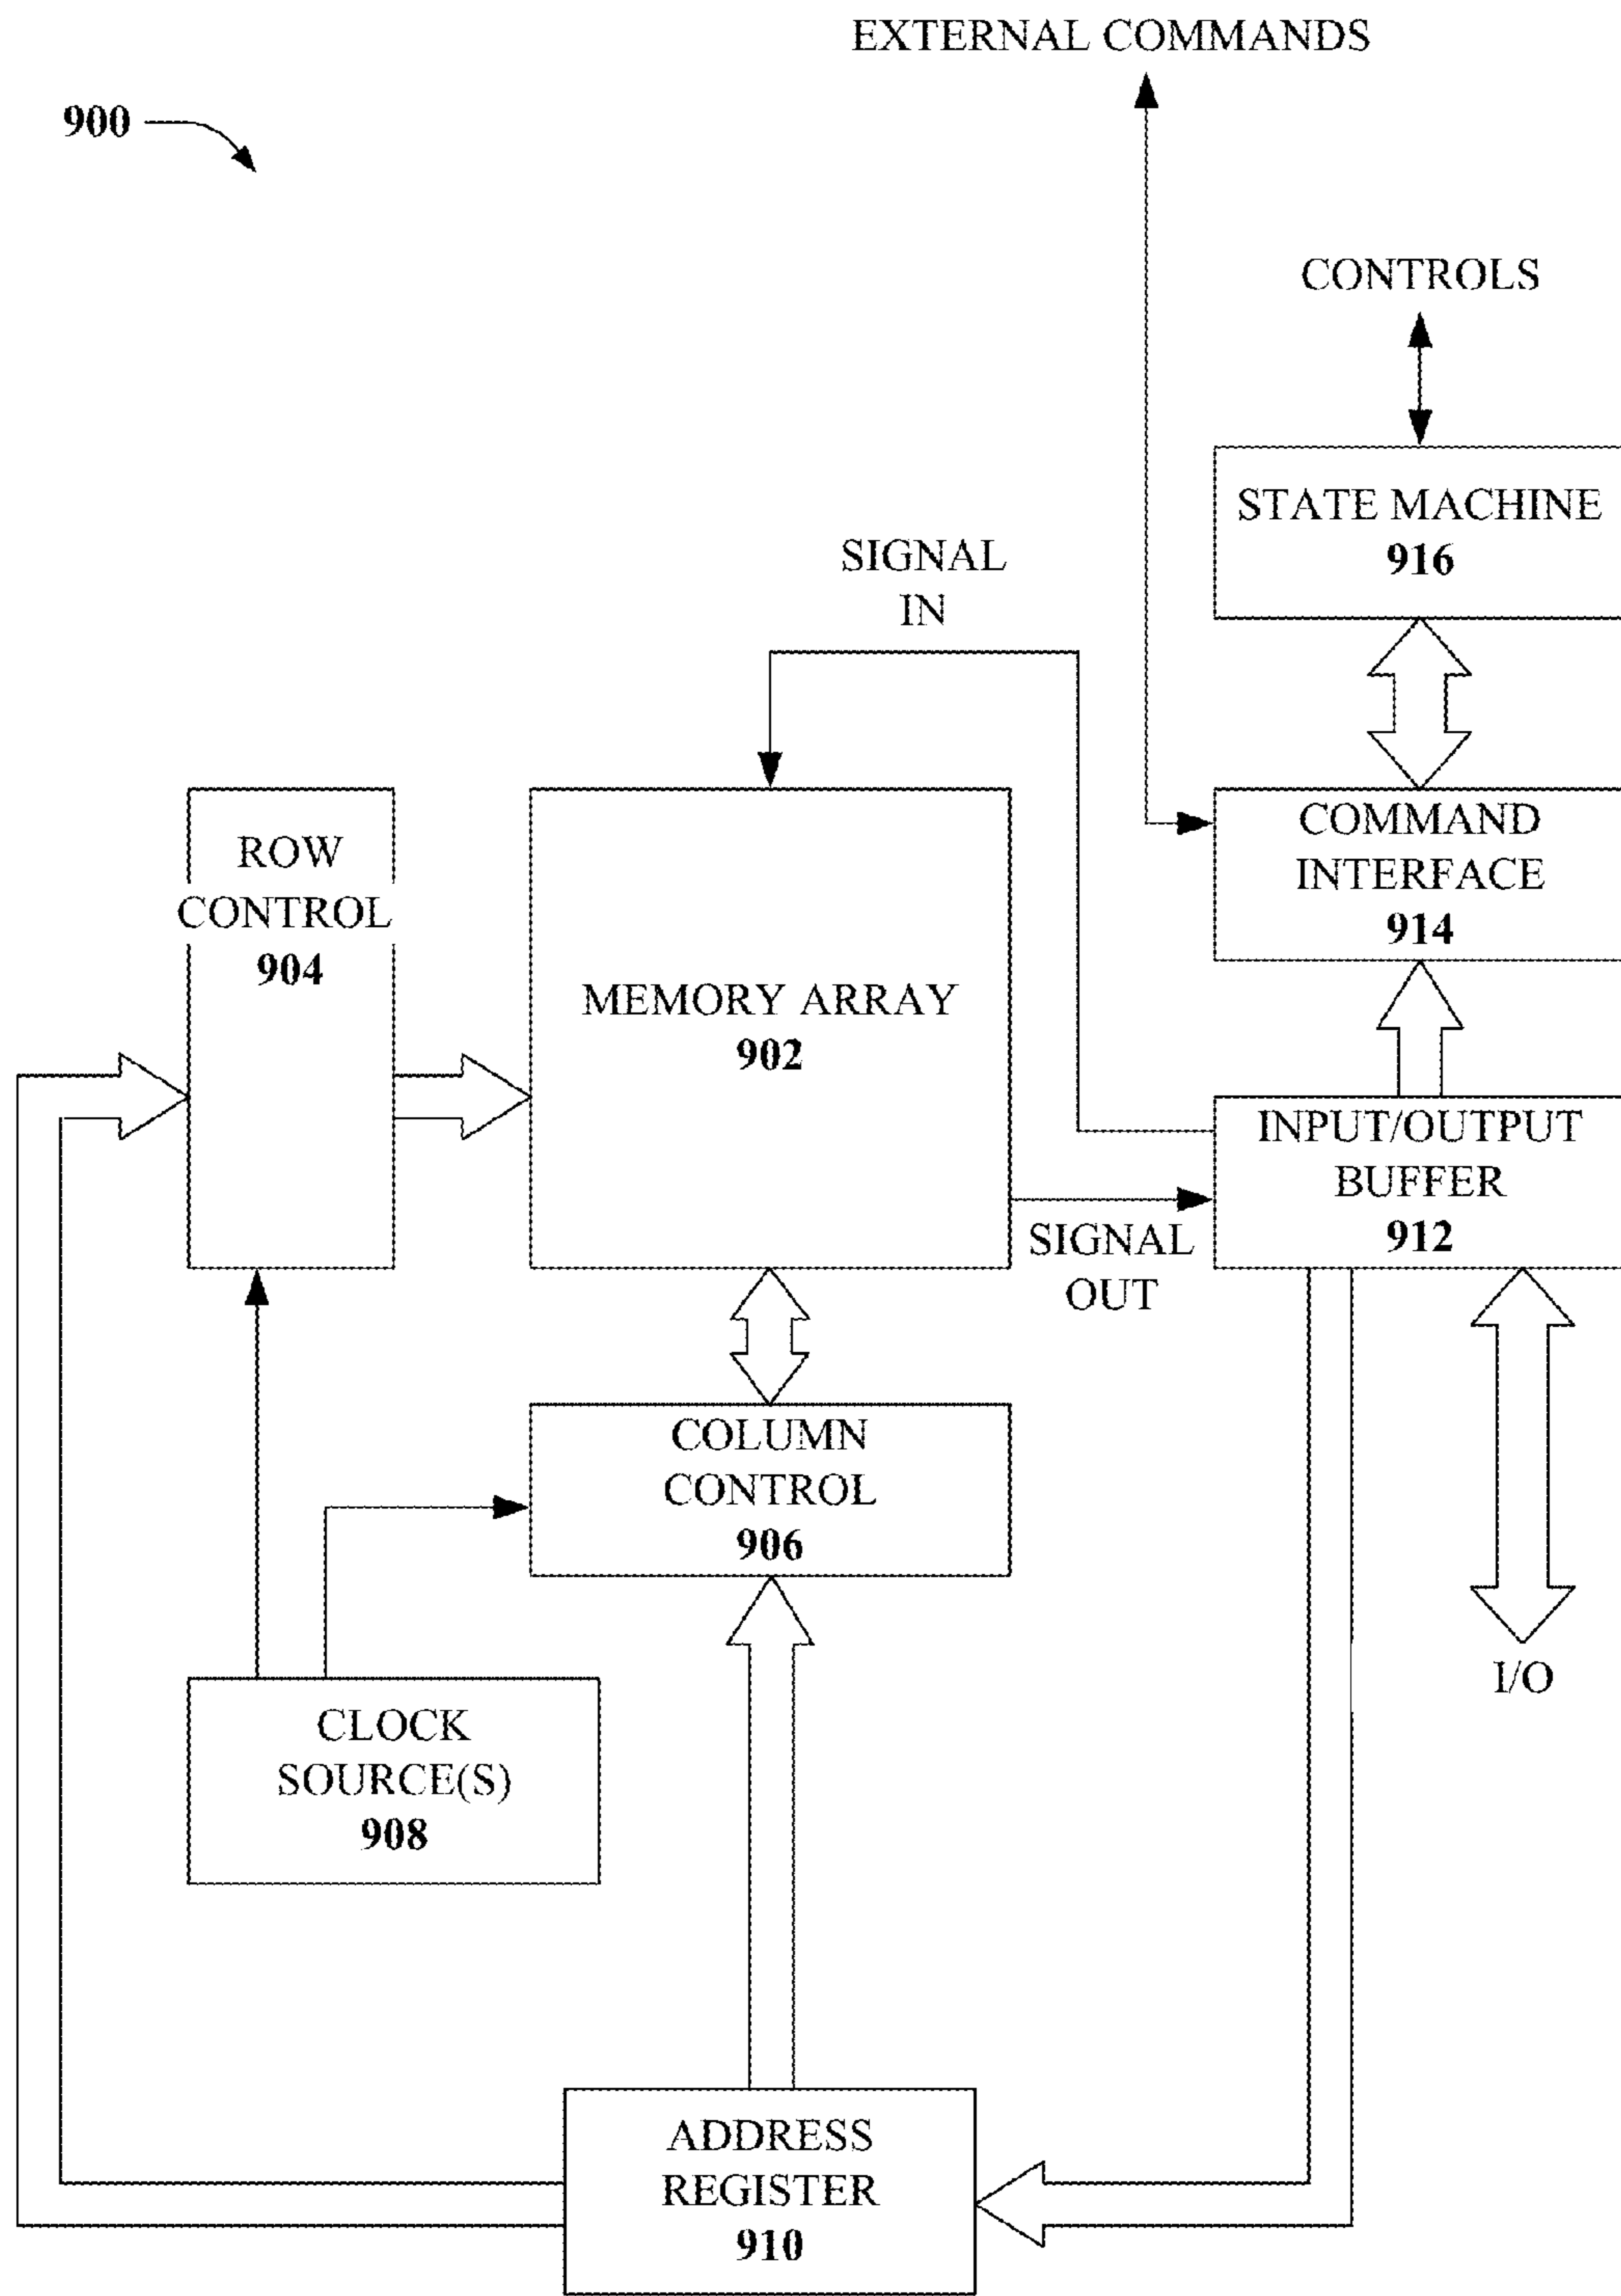 EXTERNAL COMMANDS
900
CONTROLS
STATE MACHINE
916
SIGNAL
IN
ROW
CONTROL
904
MEMORY ARRAY
902
COMMAND
INTERFACE
914
INPUT/OUTPUT
BUFFER
912
SIGNAL
OUT
COLUMN
CONTROL
906
I/O
CLOCK
SOURCE(S)
908
ADDRESS
REGISTER
910